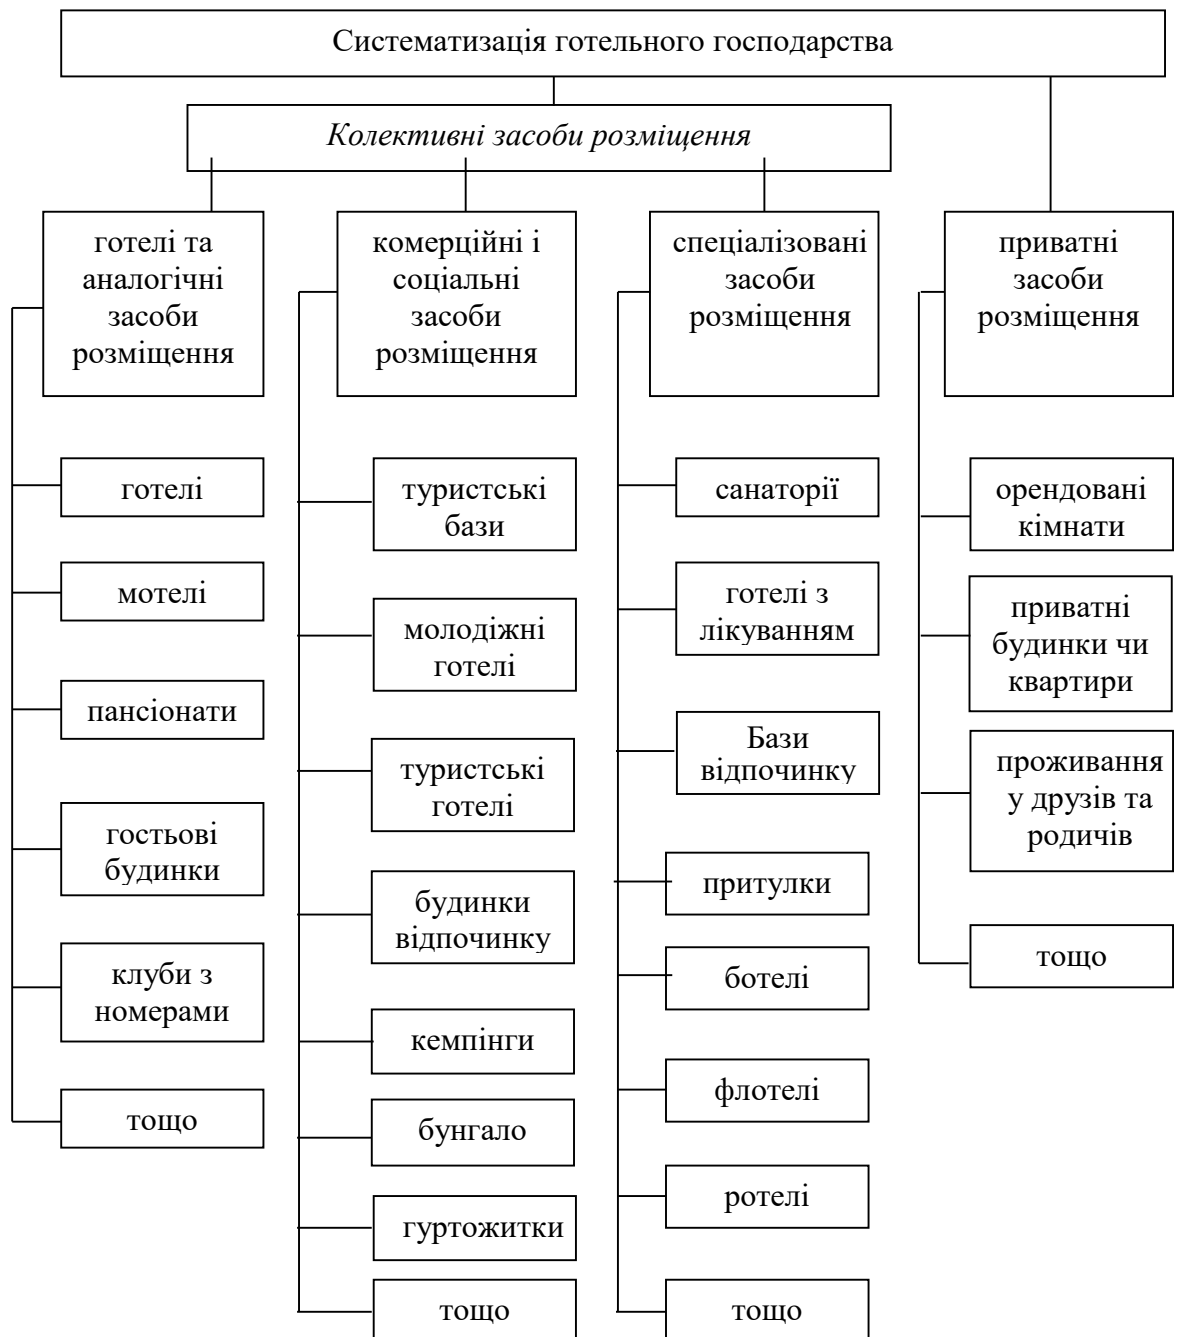 Систематизація готельного господарства
Колективні засоби розміщення
готелі та
аналогічні
засоби
розміщення
готелі
мотелі
пансіонати
гостьові
будинки
клуби з
номерами
тощо
комерційні і
соціальні
засоби
розміщення
туристські
бази
молодіжні
готелі
туристські
готелі
будинки
відпочинку
кемпінги
бунгало
гуртожитки
тощо
спеціалізовані
засоби
розміщення
санаторії
готелі з
лікуванням
Бази
відпочинку
притулки
ботелі
флотелі
ротелі
тощо
приватні
засоби
розміщення
орендовані
кімнати
приватні
будинки чи
квартири
проживання
у друзів та
родичів
тощо